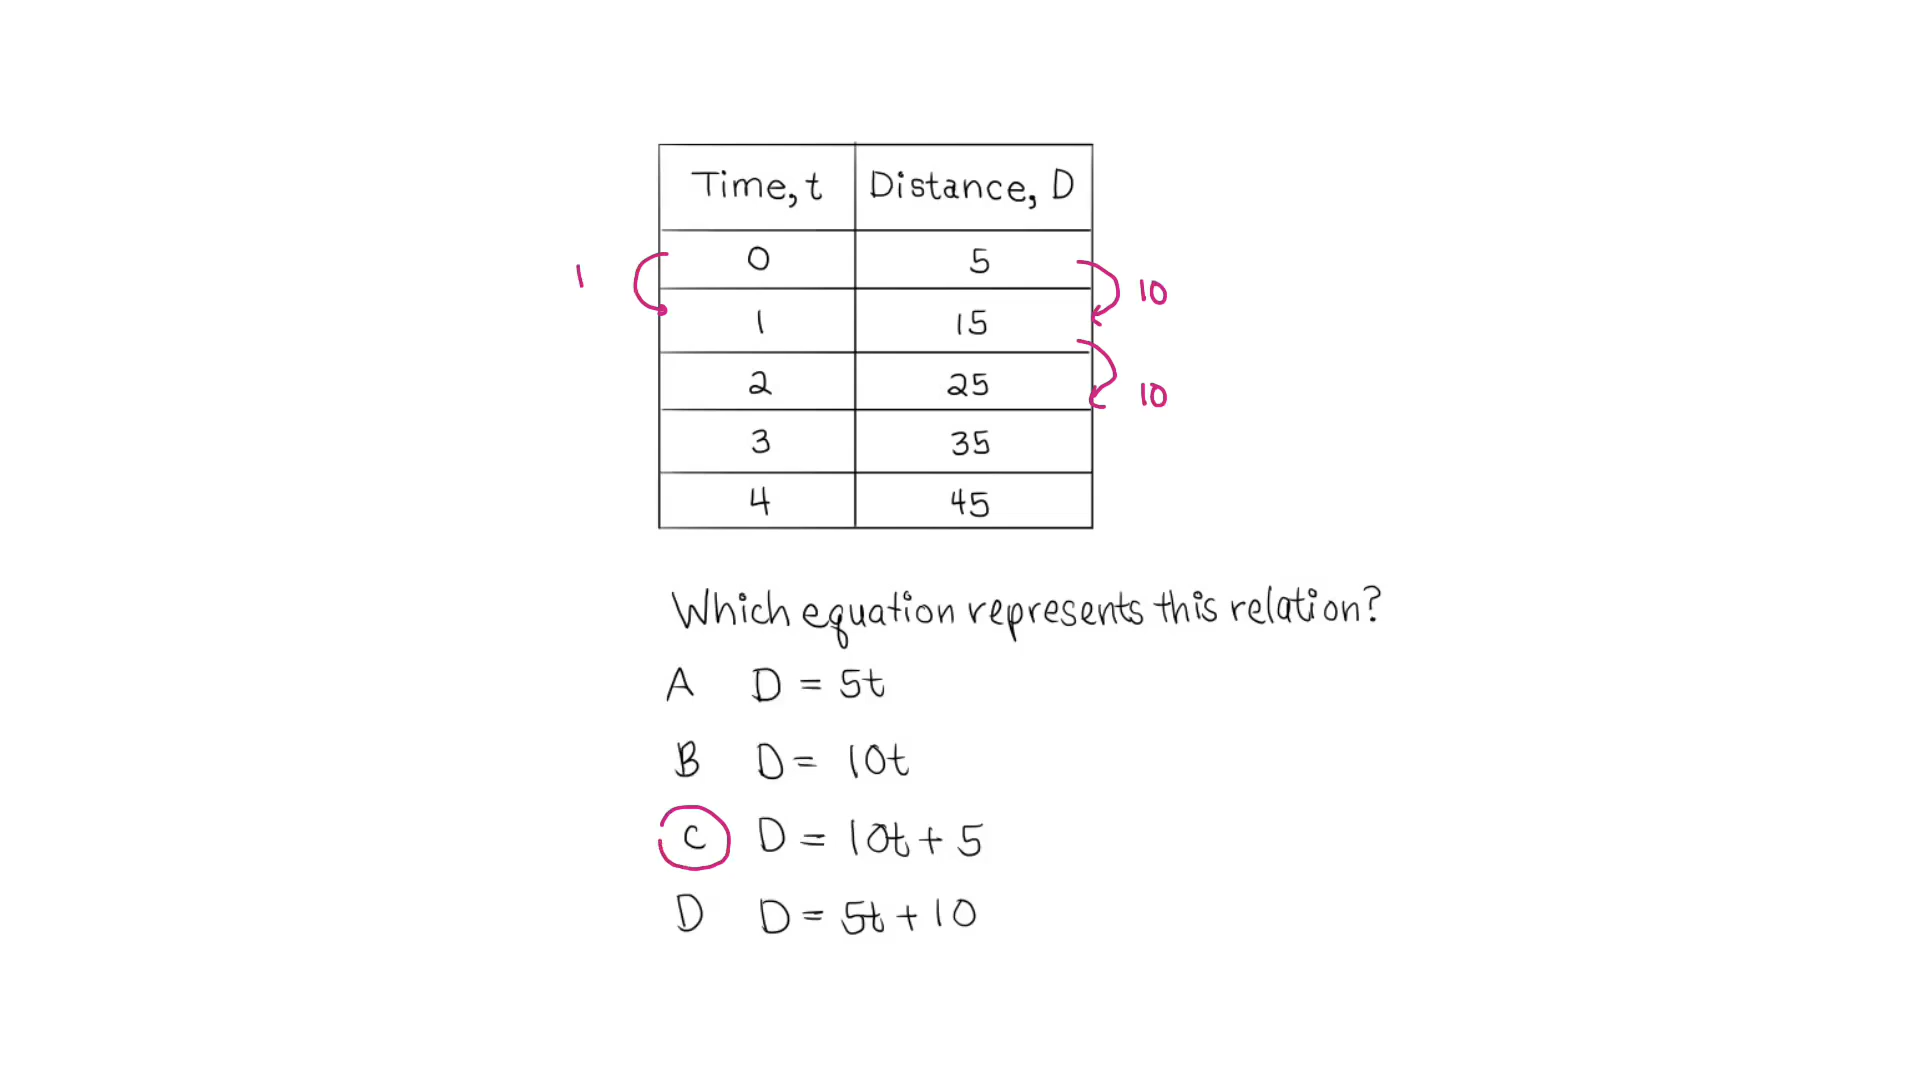 Time, t Distance, D
1 0 5 10
1 15
2 25 10
3 35
4 45
Which equation represents this relation?
A D = 5t
B D = 10t
C D = 10t + 5
D D = 5t + 10